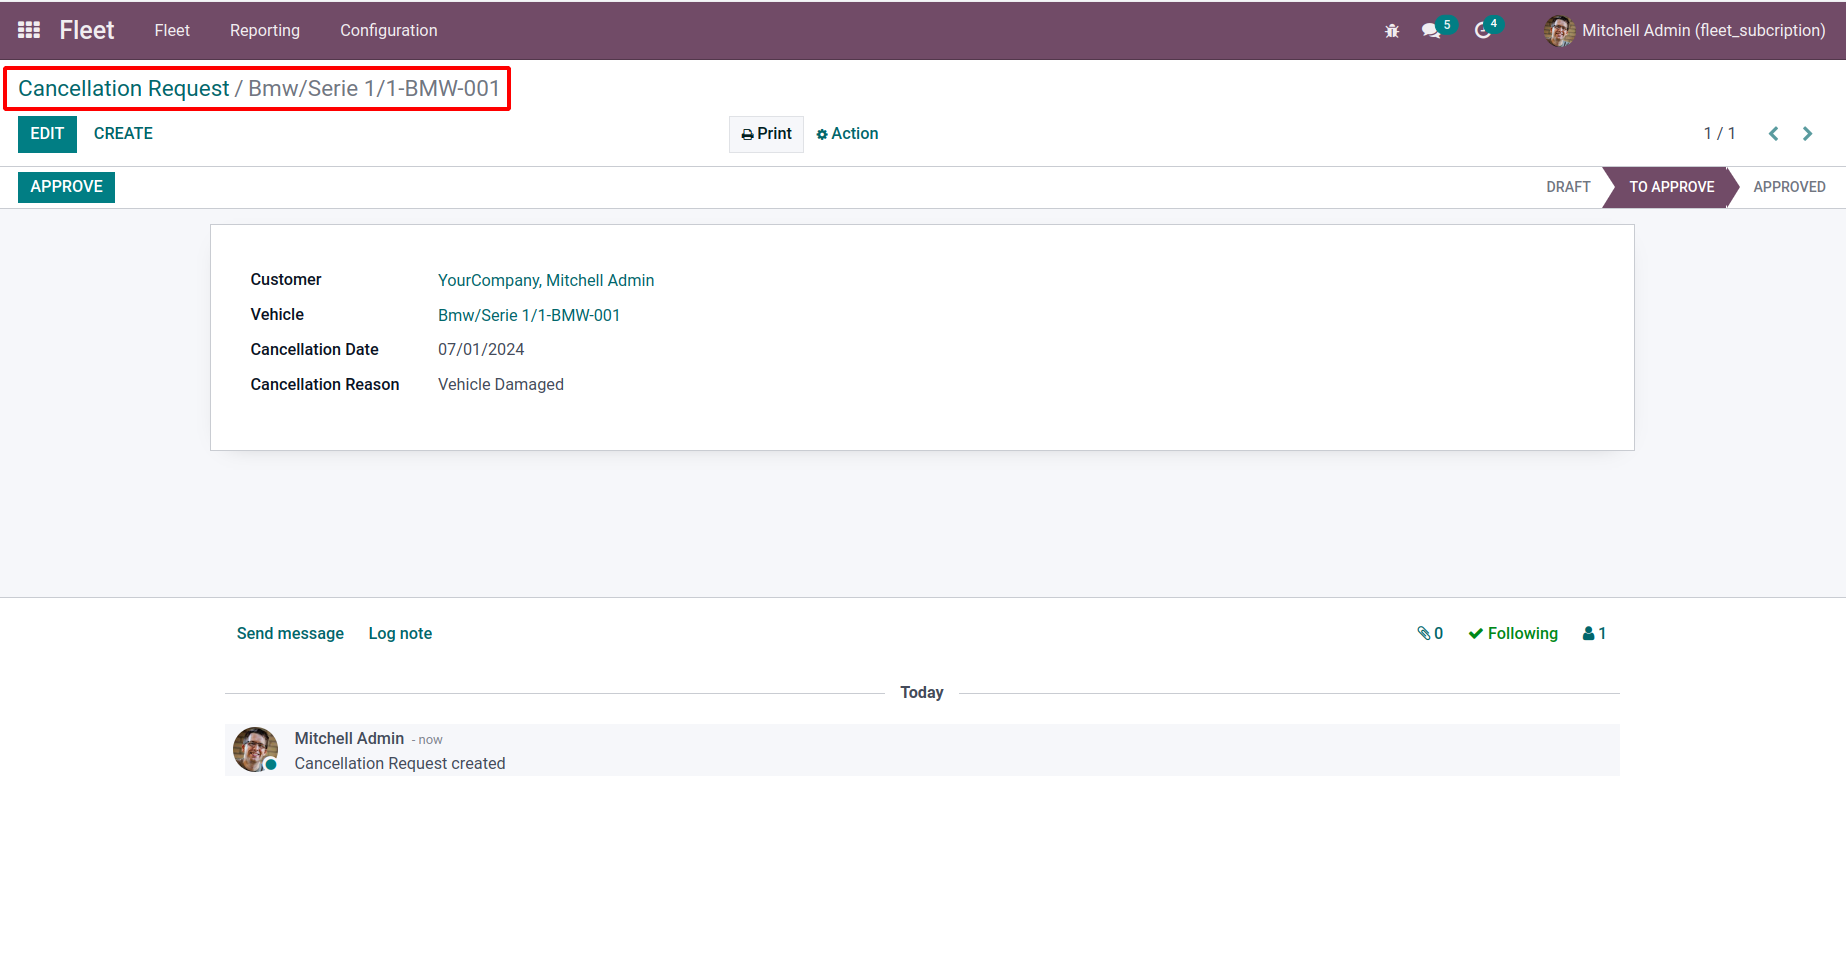 Fleet Fleet Reporting Configuration 5 4 Mitchell Admin (fleet_subcription)
Cancellation Request / Bmw/Serie 1/1-BMW-001
EDIT CREATE Print Action 1 / 1
APPROVE DRAFT TO APPROVE APPROVED
Customer YourCompany, Mitchell Admin
Vehicle Bmw/Serie 1/1-BMW-001
Cancellation Date 07/01/2024
Cancellation Reason Vehicle Damaged
Send message Log note 0 Following 1
Today
Mitchell Admin - now
Cancellation Request created